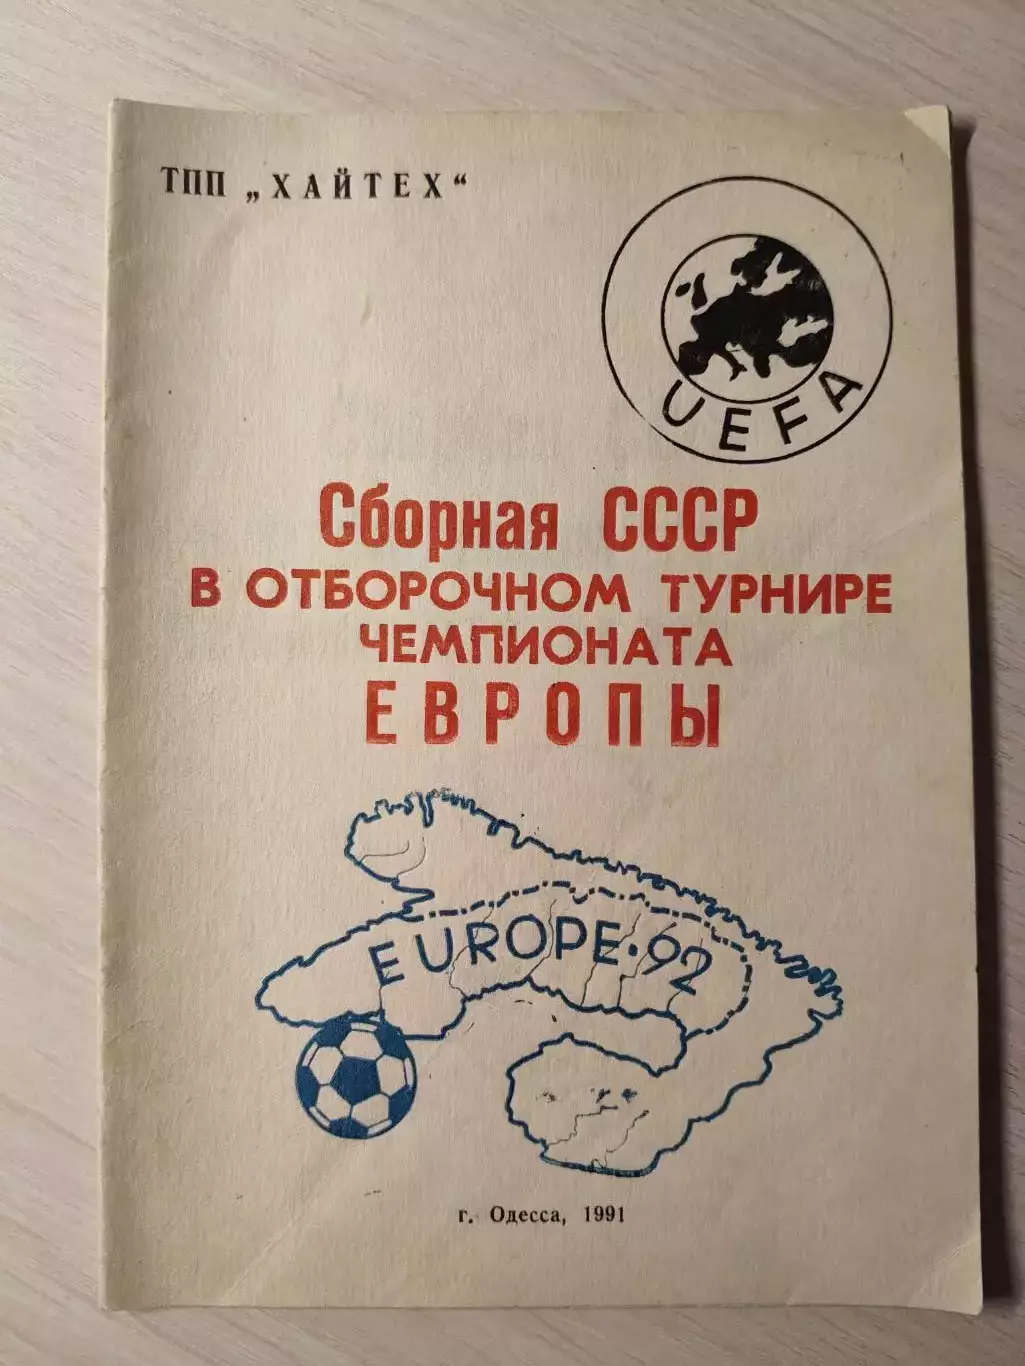 ТПП „ХАЙТЕХ“
UEFA
Сборная СССР
В ОТБОРОЧНОМ ТУРНИРЕ
ЧЕМПИОНАТА
ЕВРОПЫ
EUROPE·92
г. Одесса, 1991